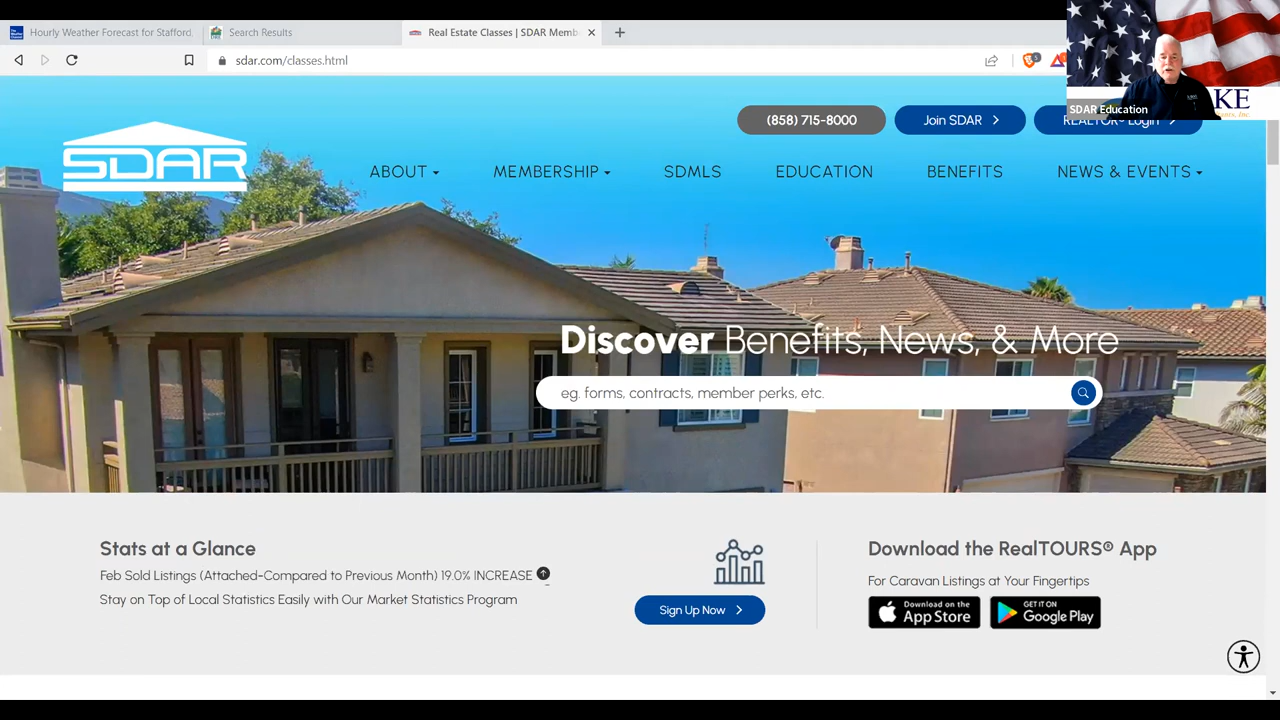 Hourly Weather Forecast for Stafford,
Search Results
Real Estate Classes | SDAR Memb
sdar.com/classes.html
SDAR Education
KE
(858) 715-8000
Join SDAR
REALTOR® Login
SDAR
ABOUT
MEMBERSHIP
SDMLS
EDUCATION
BENEFITS
NEWS & EVENTS
Discover Benefits, News, & More
eg. forms, contracts, member perks, etc.
Stats at a Glance
Feb Sold Listings (Attached-Compared to Previous Month) 19.0% INCREASE
Stay on Top of Local Statistics Easily with Our Market Statistics Program
Sign Up Now
Download the RealTOURS® App
For Caravan Listings at Your Fingertips
Download on the
App Store
GET IT ON
Google Play